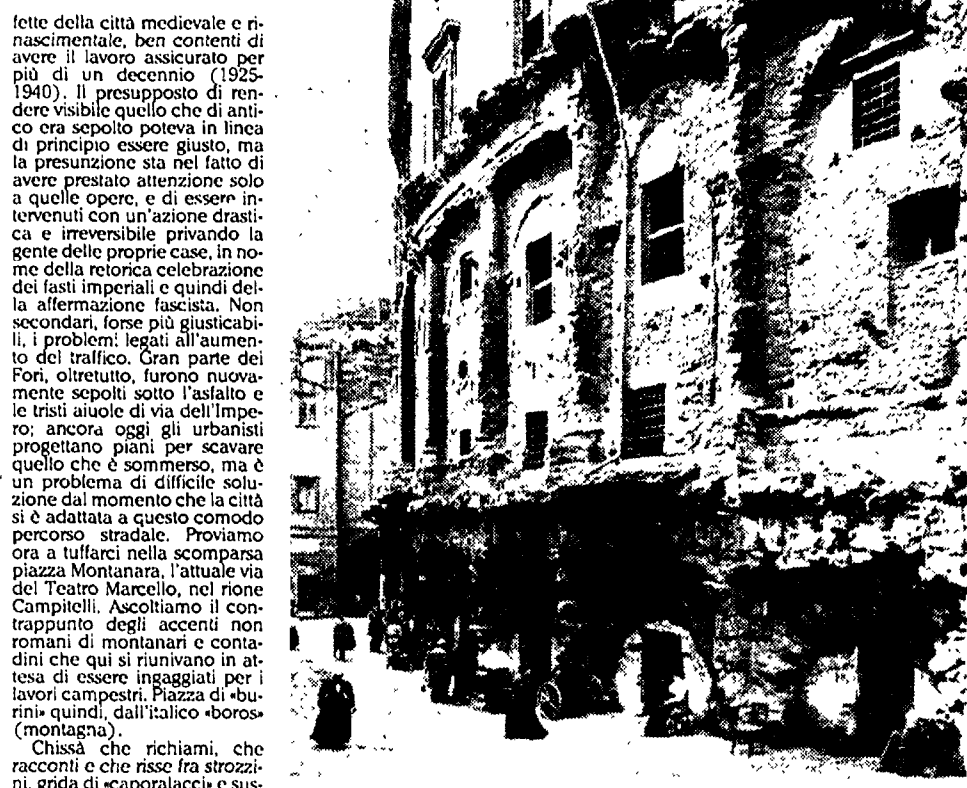 fette della città medievale e ri-
nascimentale, ben contenti di
avere il lavoro assicurato per
più di un decennio (1925-
1940). Il presupposto di ren-
dere visibile quello che di anti-
co era sepolto poteva in linea
di principio essere giusto, ma
la presunzione sta nel fatto di
avere prestato attenzione solo
a quelle opere, e di essere in-
tervenuti con un'azione drasti-
ca e irreversibile privando la
gente delle proprie case, in no-
me della retorica celebrazione
dei fasti imperiali e quindi del-
la affermazione fascista. Non
secondari, forse più giusticabi-
li, i problemi legati all'aumen-
to del traffico. Gran parte dei
Fori, oltretutto, furono nuova-
mente sepolti sotto l'asfalto e
le tristi aiuole di via dell'Impe-
ro; ancora oggi gli urbanisti
progettano piani per scavare
quello che è sommerso, ma è
un problema di difficile solu-
zione dal momento che la città
si è adattata a questo comodo
percorso stradale. Proviamo
ora a tuffarci nella scomparsa
piazza Montanara, l'attuale via
del Teatro Marcello, nel rione
Campitelli. Ascoltiamo il con-
trappunto degli accenti non
romani di montanari e conta-
dini che qui si riunivano in at-
tesa di essere ingaggiati per i
lavori campestri. Piazza di «bu-
rini» quindi, dall'italico «boros»
(montagna).
Chissà che richiami, che
racconti e che risse fra strozzi-
ni, grida di «caporalacci» e sus-